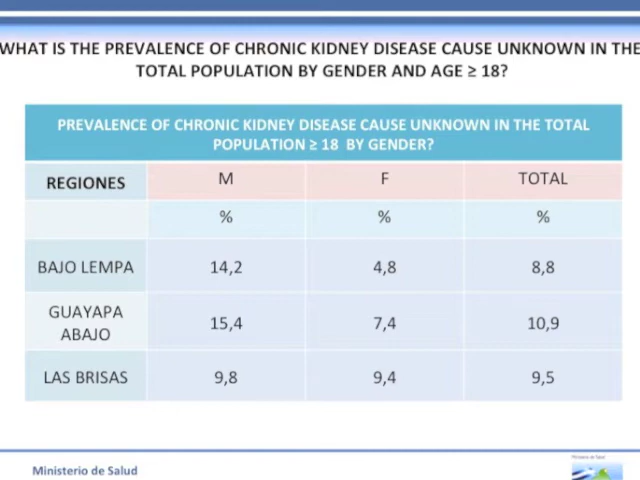 WHAT IS THE PREVALENCE OF CHRONIC KIDNEY DISEASE CAUSE UNKNOWN IN THE
TOTAL POPULATION BY GENDER AND AGE ≥ 18?
PREVALENCE OF CHRONIC KIDNEY DISEASE CAUSE UNKNOWN IN THE TOTAL
POPULATION ≥ 18 BY GENDER?
REGIONES M F TOTAL
% % %
BAJO LEMPA 14,2 4,8 8,8
GUAYAPA
ABAJO 15,4 7,4 10,9
LAS BRISAS 9,8 9,4 9,5
Ministerio de Salud
Ministerio de Salud